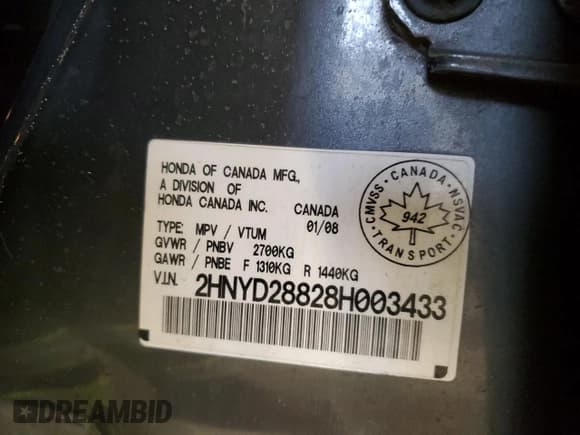 HONDA OF CANADA MFG.,
A DIVISION OF
HONDA CANADA INC. CANADA
01/08
TYPE: MPV / VTUM
GVWR / PNBV 2700KG
GAWR / PNBE F 1310KG R 1440KG
V.I.N. 2HNYD28828H003433
CMVSS · CANADA · NSVAC · TRANSPORT ·
942
DREAMBID